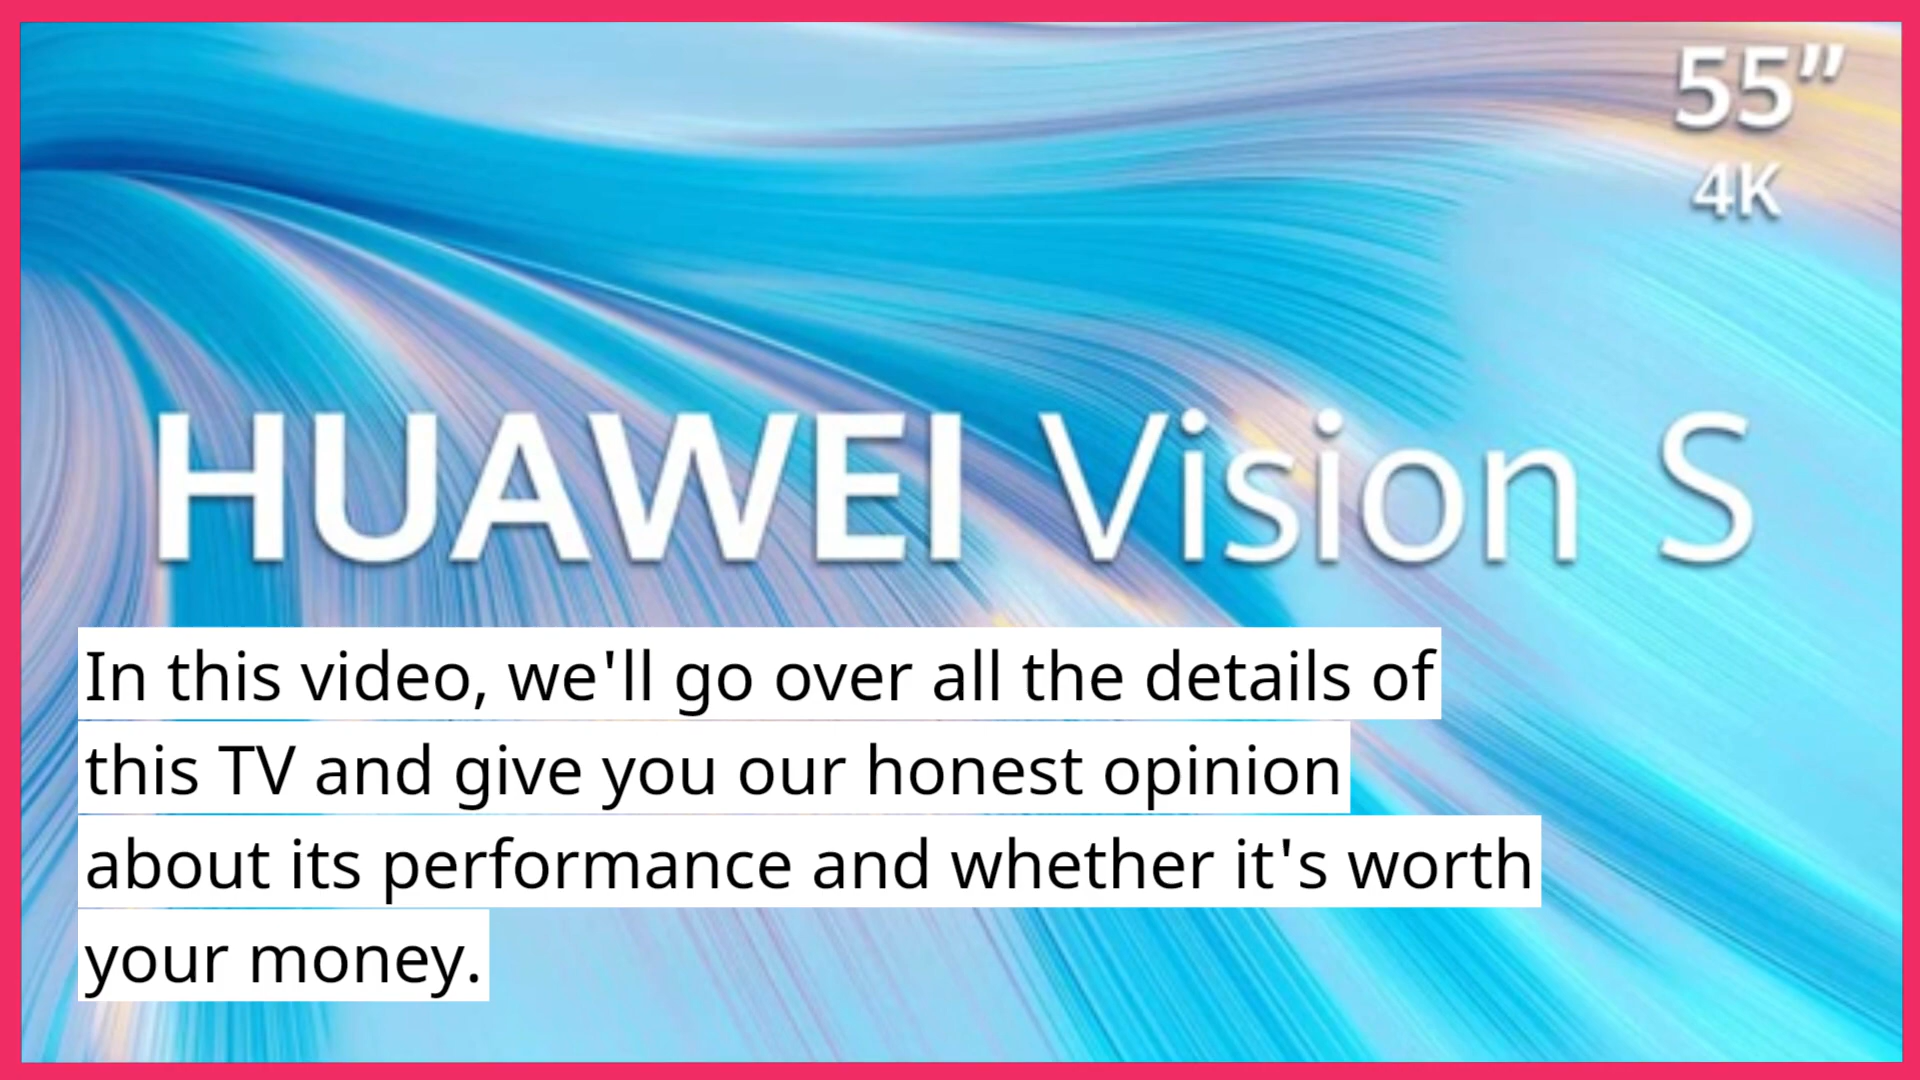 55”
4K
HUAWEI Vision S
In this video, we'll go over all the details of
this TV and give you our honest opinion
about its performance and whether it's worth
your money.